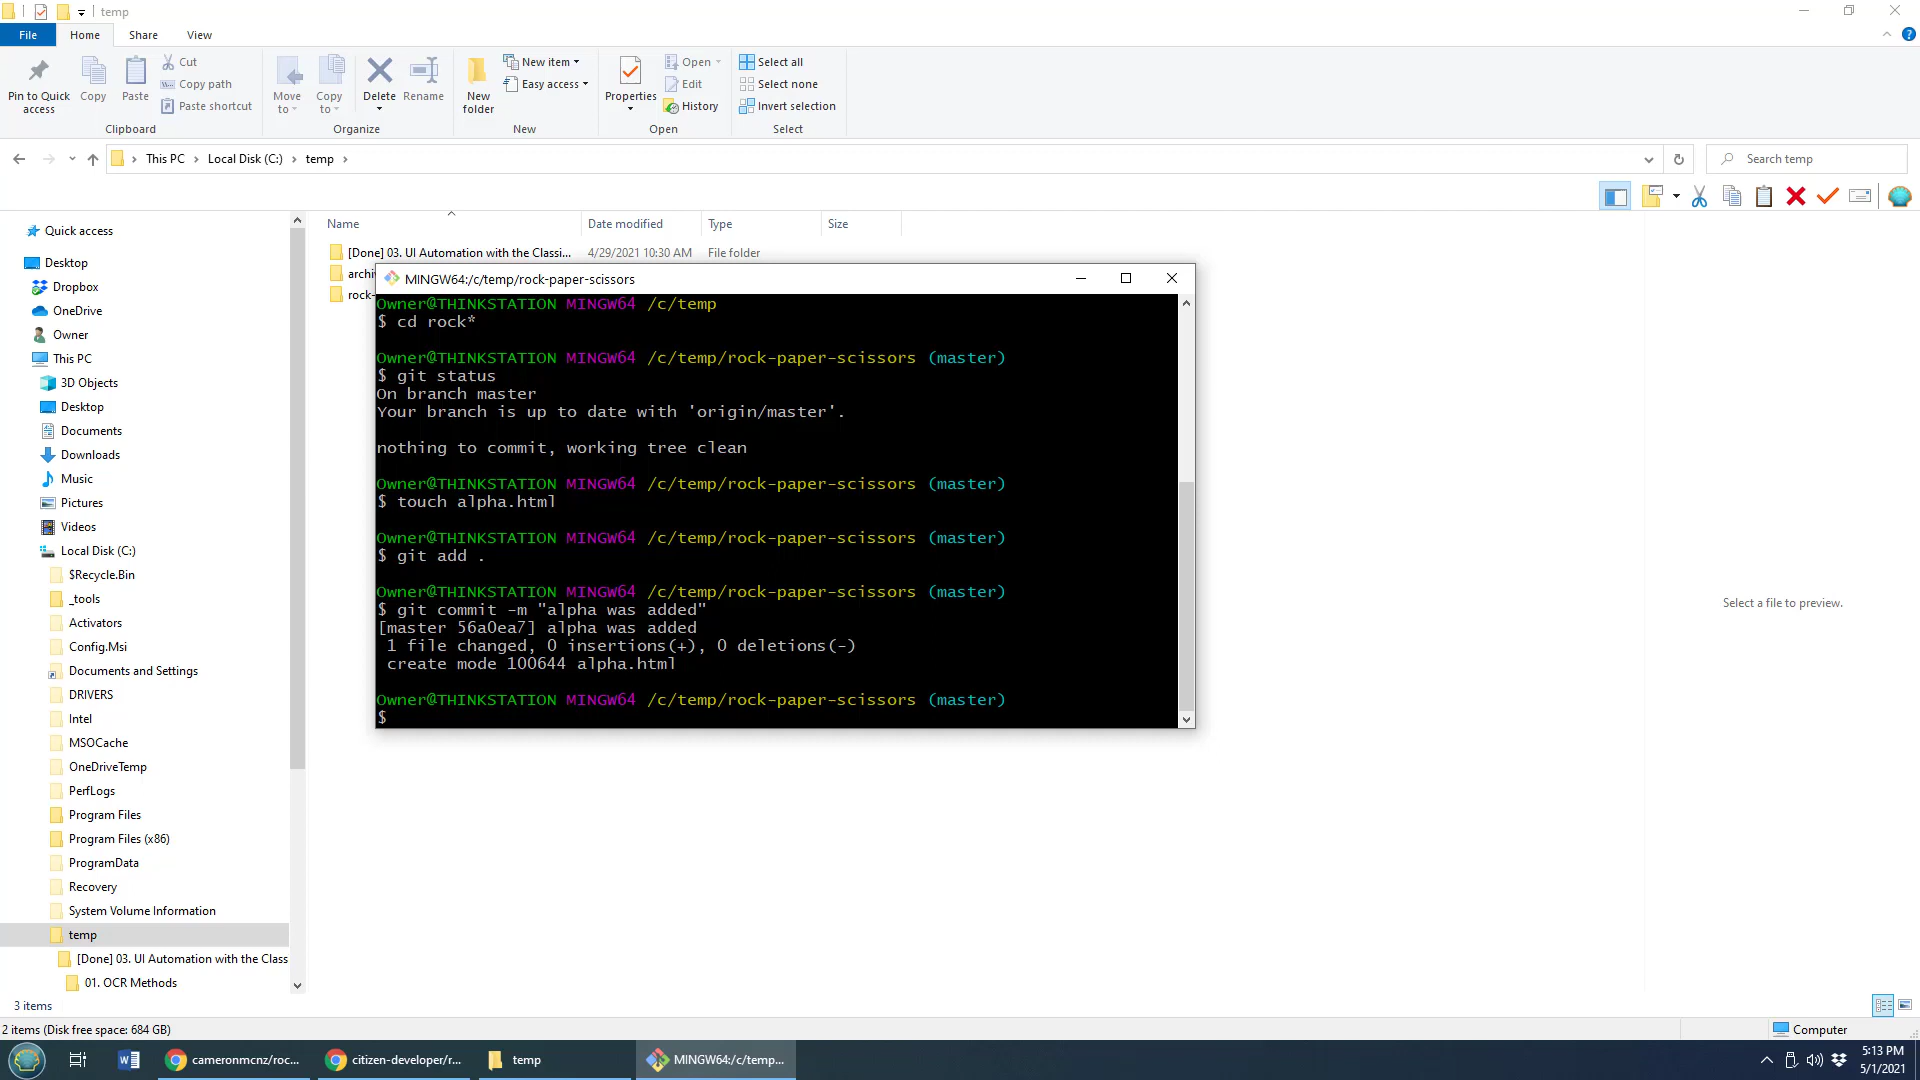 temp
File
Home
Share
View
Pin to Quick access
Copy
Paste
Cut
Copy path
Paste shortcut
Clipboard
Move to
Copy to
Delete
Rename
Organize
New folder
New item
Easy access
New
Properties
Open
Edit
History
Open
Select all
Select none
Invert selection
Select
This PC
Local Disk (C:)
temp
Search temp
Name
Date modified
Type
Size
Quick access
Desktop
Dropbox
OneDrive
Owner
This PC
3D Objects
Desktop
Documents
Downloads
Music
Pictures
Videos
Local Disk (C:)
$Recycle.Bin
_tools
Activators
Config.Msi
Documents and Settings
DRIVERS
Intel
MSOCache
OneDriveTemp
PerfLogs
Program Files
Program Files (x86)
ProgramData
Recovery
System Volume Information
temp
[Done] 03. UI Automation with the Class
01. OCR Methods
[Done] 03. UI Automation with the Classi... 4/29/2021 10:30 AM File folder
archi
rock-
MINGW64:/c/temp/rock-paper-scissors
Owner@THINKSTATION MINGW64 /c/temp
$ cd rock*
Owner@THINKSTATION MINGW64 /c/temp/rock-paper-scissors (master)
$ git status
On branch master
Your branch is up to date with 'origin/master'.
nothing to commit, working tree clean
Owner@THINKSTATION MINGW64 /c/temp/rock-paper-scissors (master)
$ touch alpha.html
Owner@THINKSTATION MINGW64 /c/temp/rock-paper-scissors (master)
$ git add .
Owner@THINKSTATION MINGW64 /c/temp/rock-paper-scissors (master)
$ git commit -m "alpha was added"
[master 56a0ea7] alpha was added
1 file changed, 0 insertions(+), 0 deletions(-)
create mode 100644 alpha.html
Owner@THINKSTATION MINGW64 /c/temp/rock-paper-scissors (master)
$
Select a file to preview.
3 items
2 items (Disk free space: 684 GB)
Computer
cameronmcnz/roc...
citizen-developer/r...
temp
MINGW64:/c/temp...
5:13 PM
5/1/2021